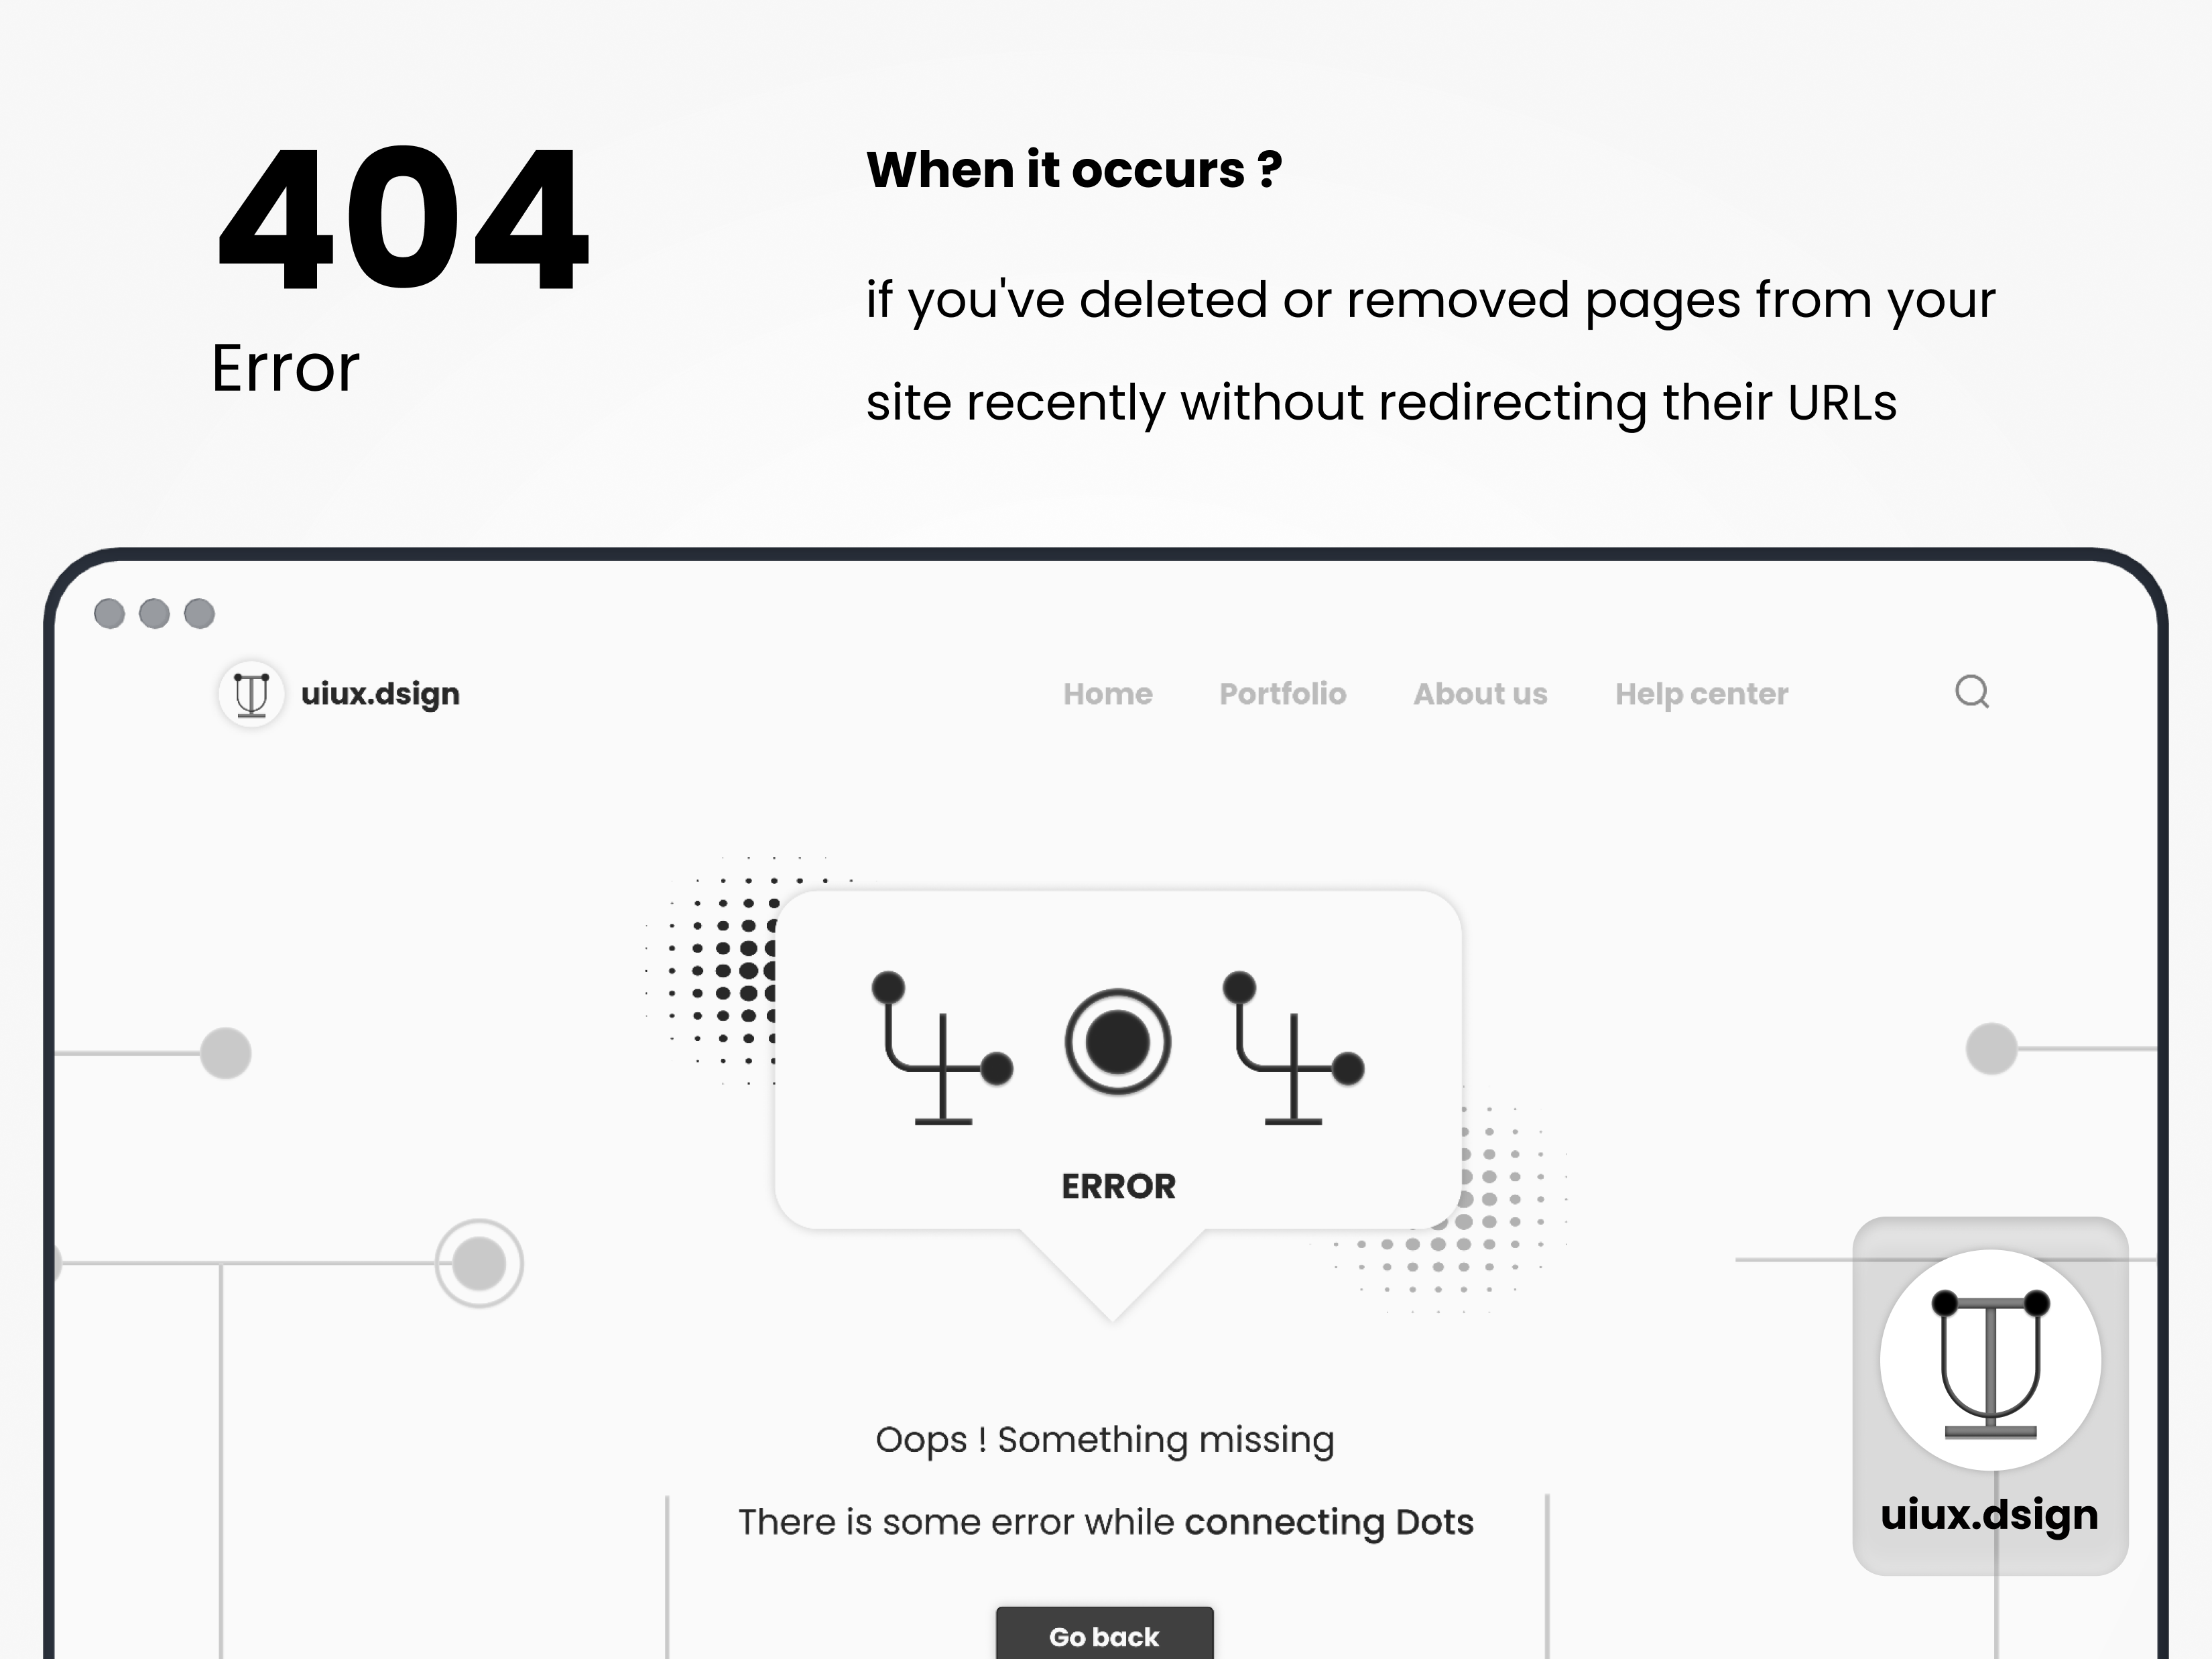 404
Error
When it occurs ?
if you've deleted or removed pages from your
site recently without redirecting their URLs
uiux.dsign
Home Portfolio About us Help center
404
ERROR
Oops ! Something missing
There is some error while connecting Dots
Go back
uiux.dsign